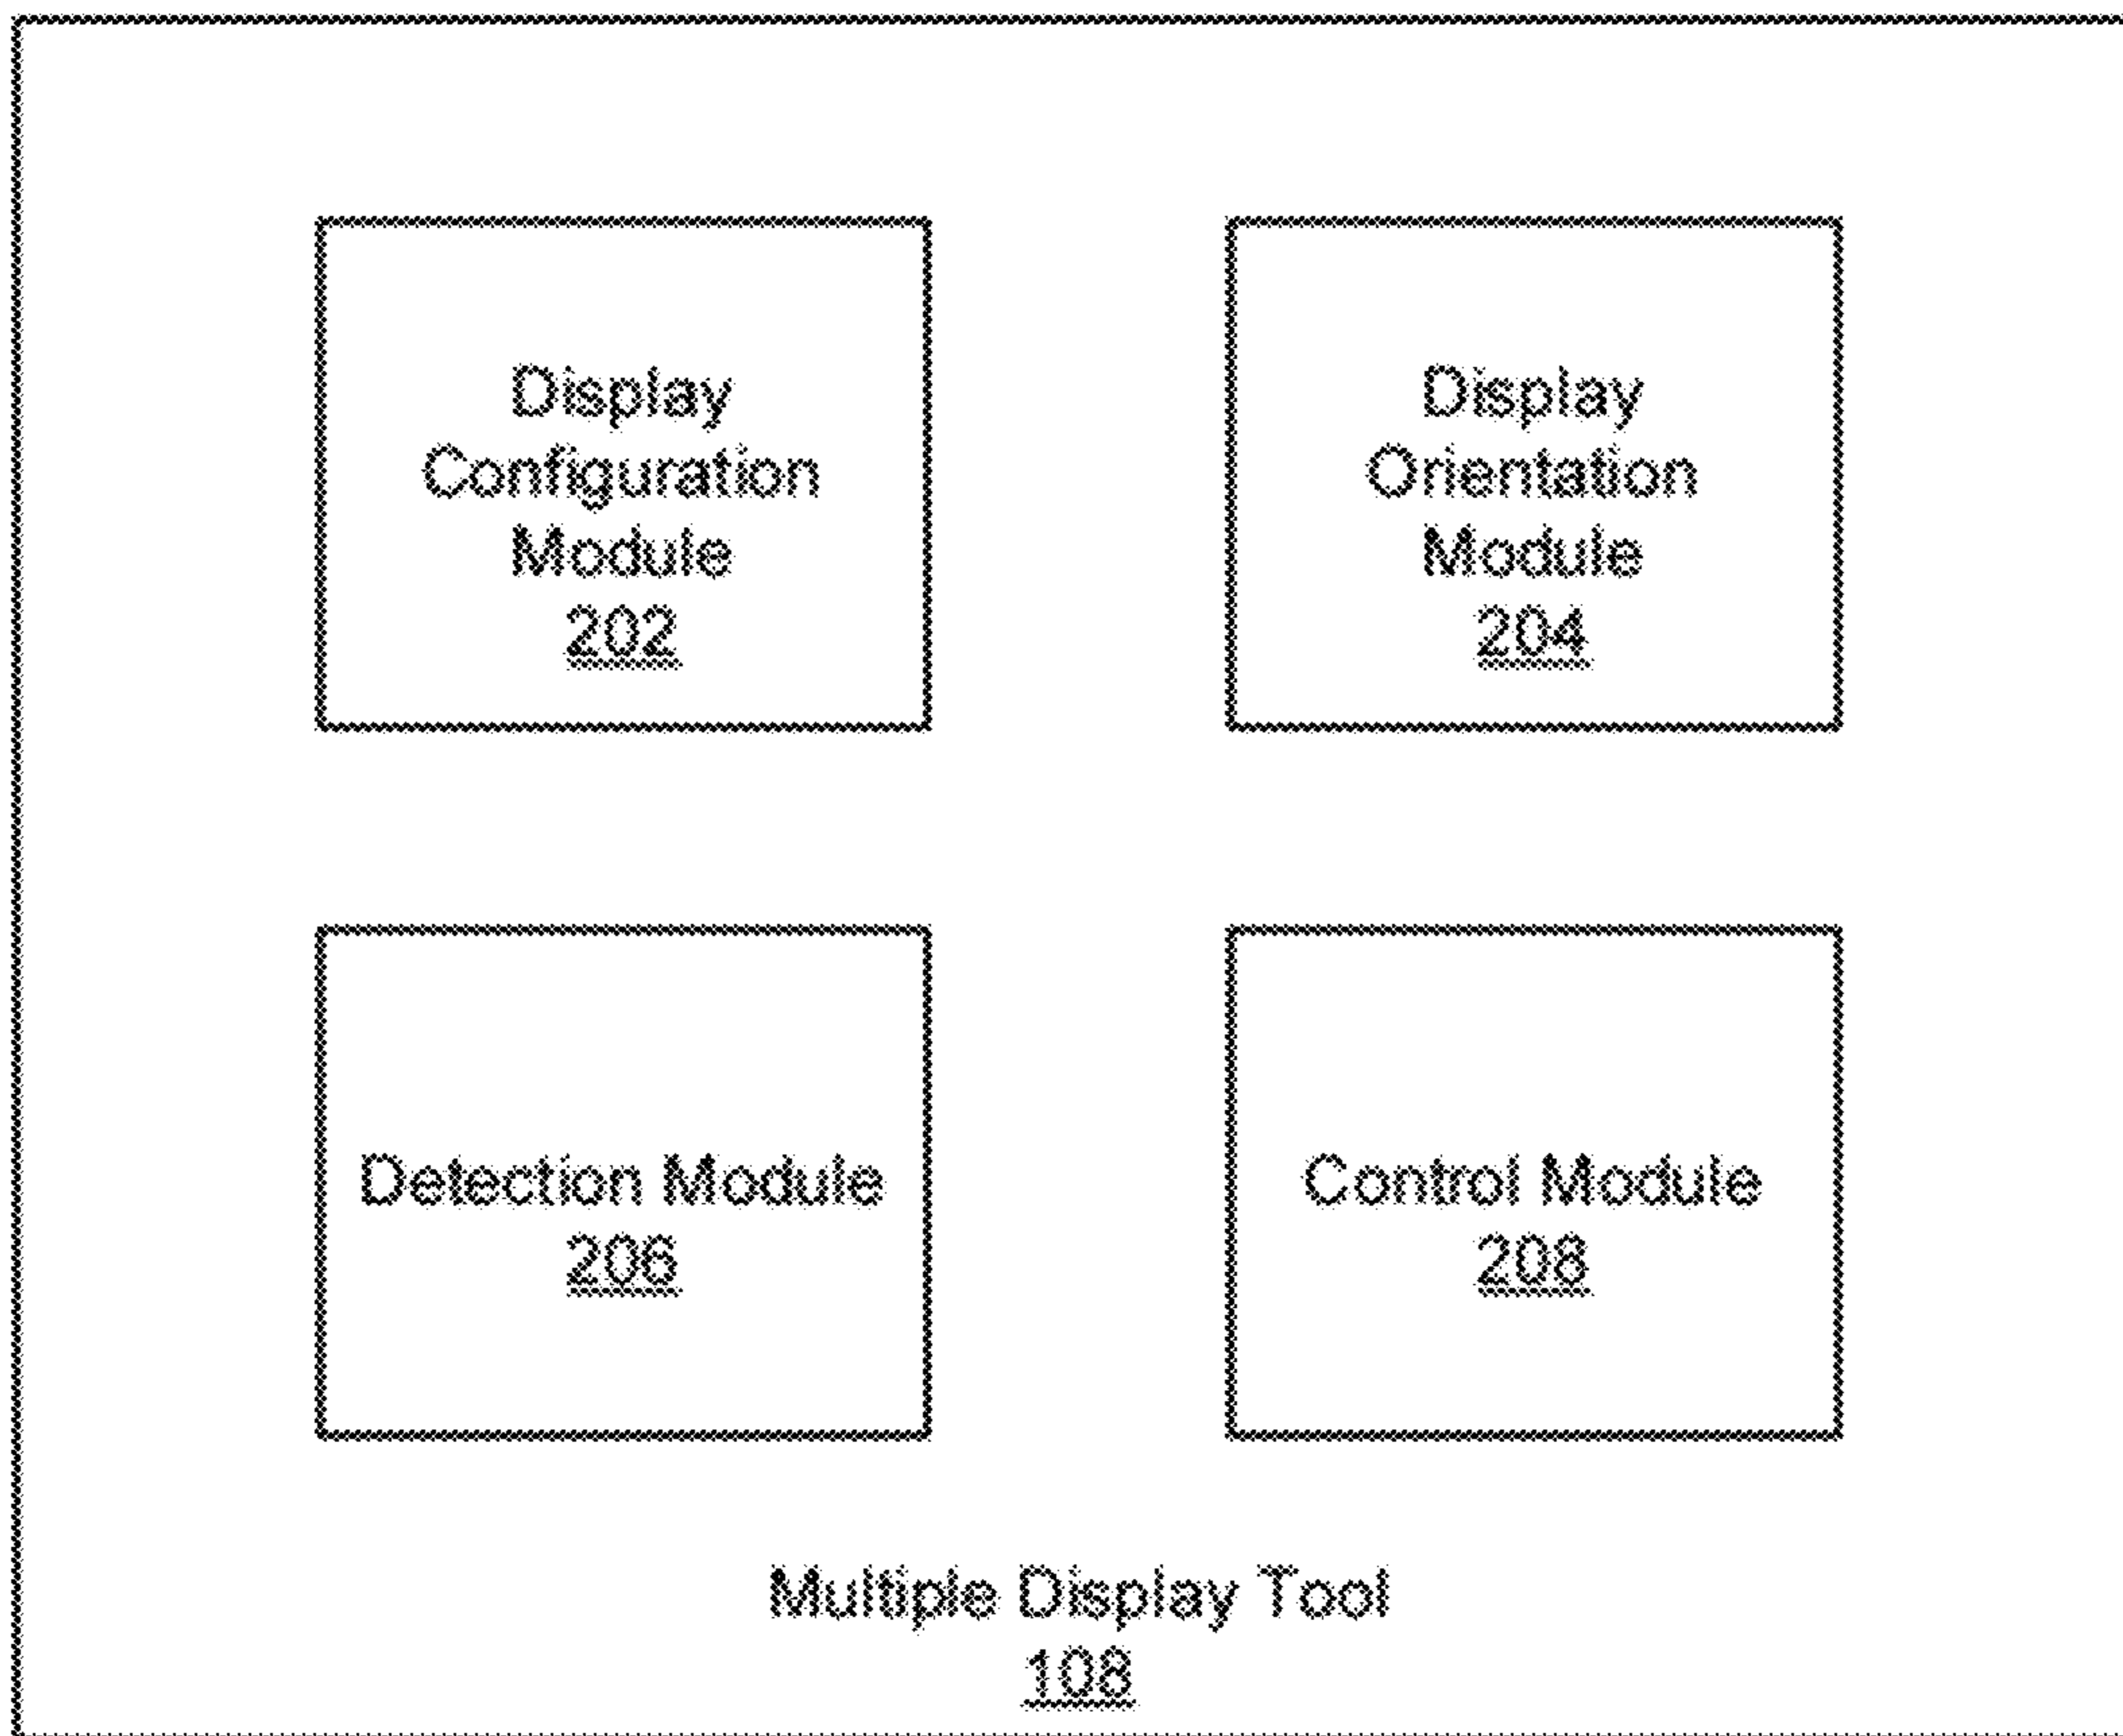 Display
Configuration
Module
202
Display
Orientation
Module
204
Detection Module
206
Control Module
208
Multiple Display Tool
108